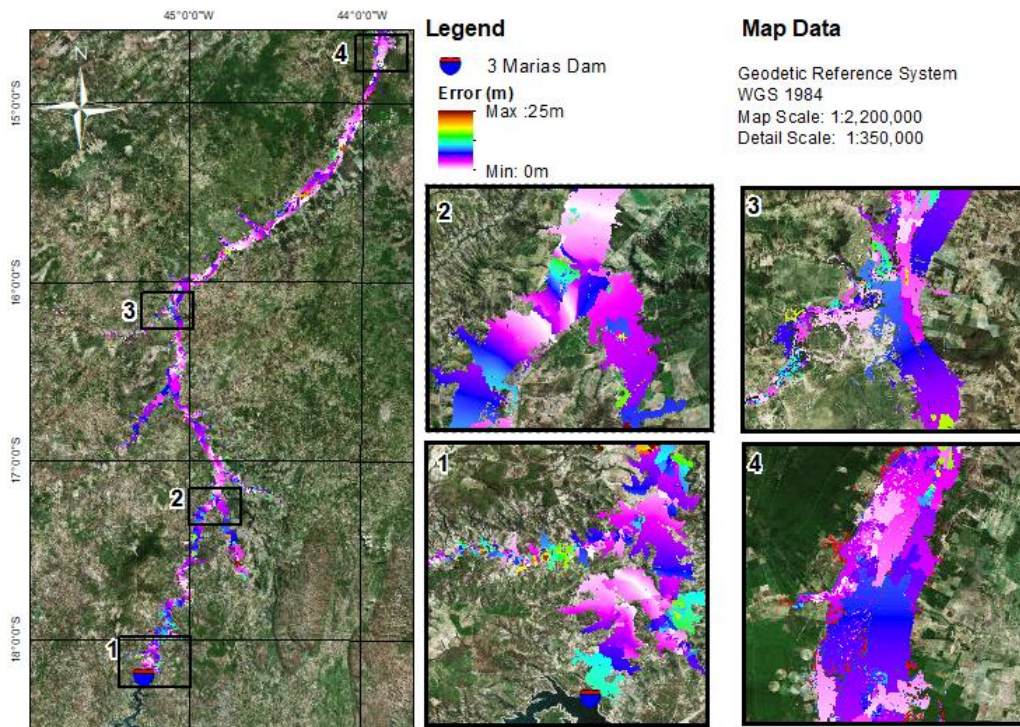 45°0'0"W
44°0'0"W
N
15°0'0"S
16°0'0"S
17°0'0"S
18°0'0"S
4
3
2
1
Legend
3 Marias Dam
Error (m)
Max :25m
Min: 0m
Map Data
Geodetic Reference System
WGS 1984
Map Scale: 1:2,200,000
Detail Scale: 1:350,000
2
3
1
4